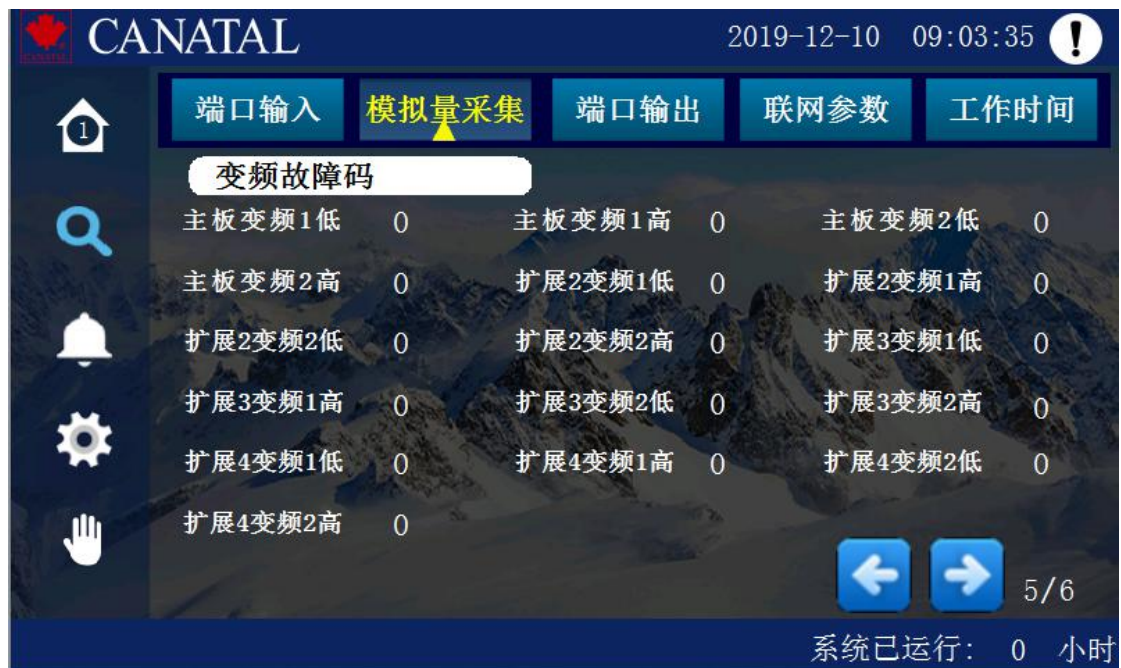 CANATAL
CANATAL 2019-12-10 09:03:35 !
端口输入 模拟量采集 端口输出 联网参数 工作时间
1
变频故障码
主板变频1低 0 主板变频1高 0 主板变频2低 0
主板变频2高 0 扩展2变频1低 0 扩展2变频1高 0
扩展2变频2低 0 扩展2变频2高 0 扩展3变频1低 0
扩展3变频1高 0 扩展3变频2低 0 扩展3变频2高 0
扩展4变频1低 0 扩展4变频1高 0 扩展4变频2低 0
扩展4变频2高 0
5/6
系统已运行: 0 小时